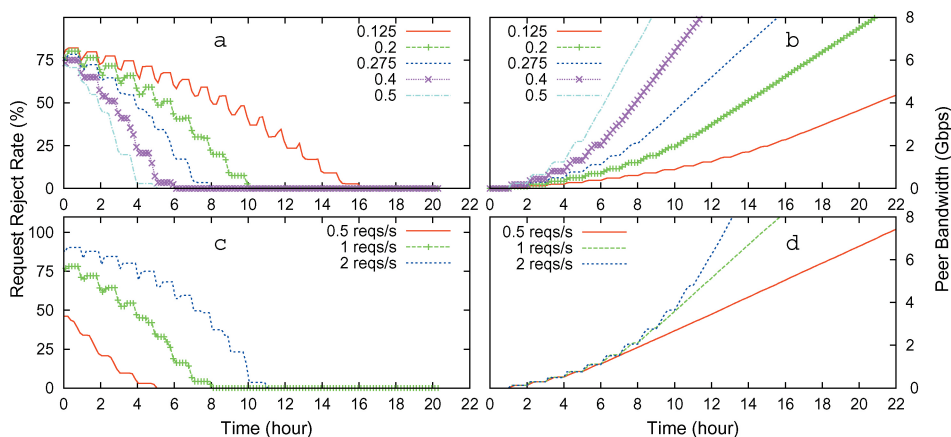 a
0.125
0.2
0.275
0.4
0.5
75
50
25
0
0 2 4 6 8 10 12 14 16 18 20 22
b
0.125
0.2
0.275
0.4
0.5
8
6
4
2
0
0 2 4 6 8 10 12 14 16 18 20 22
Request Reject Rate (%)
Peer Bandwidth (Gbps)
c
0.5 reqs/s
1 reqs/s
2 reqs/s
100
75
50
25
0
0 2 4 6 8 10 12 14 16 18 20 22
Time (hour)
d
0.5 reqs/s
1 reqs/s
2 reqs/s
8
6
4
2
0
0 2 4 6 8 10 12 14 16 18 20 22
Time (hour)